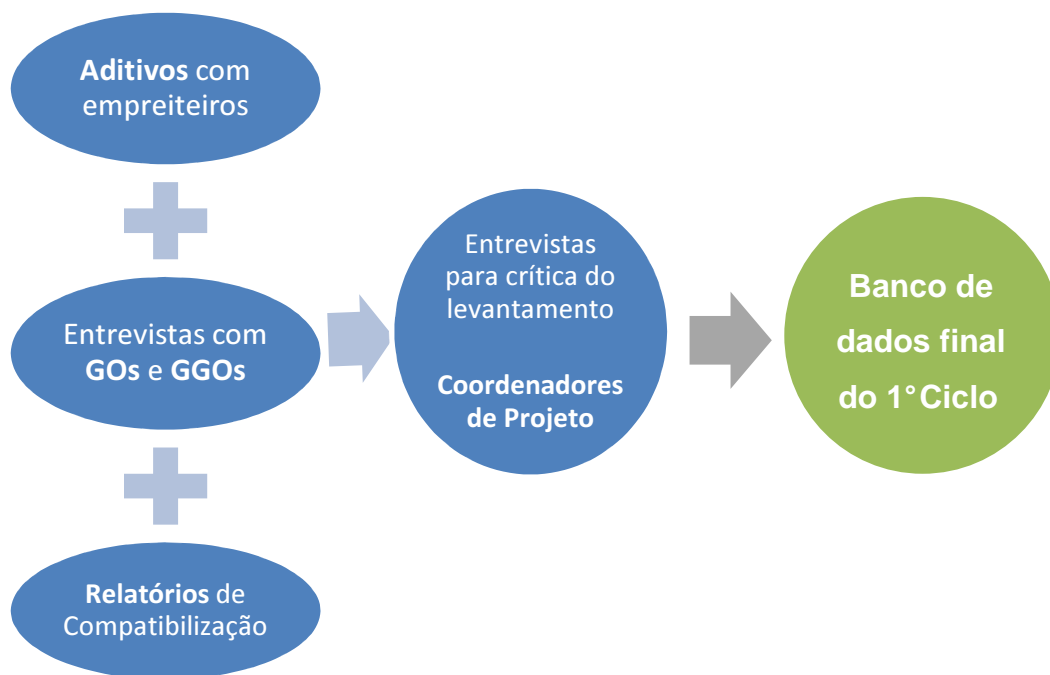 Aditivos com
empreiteiros
Entrevistas com
GOs e GGOs
Relatórios de
Compatibilização
Entrevistas
para crítica do
levantamento
Coordenadores
de Projeto
Banco de
dados final
do 1° Ciclo